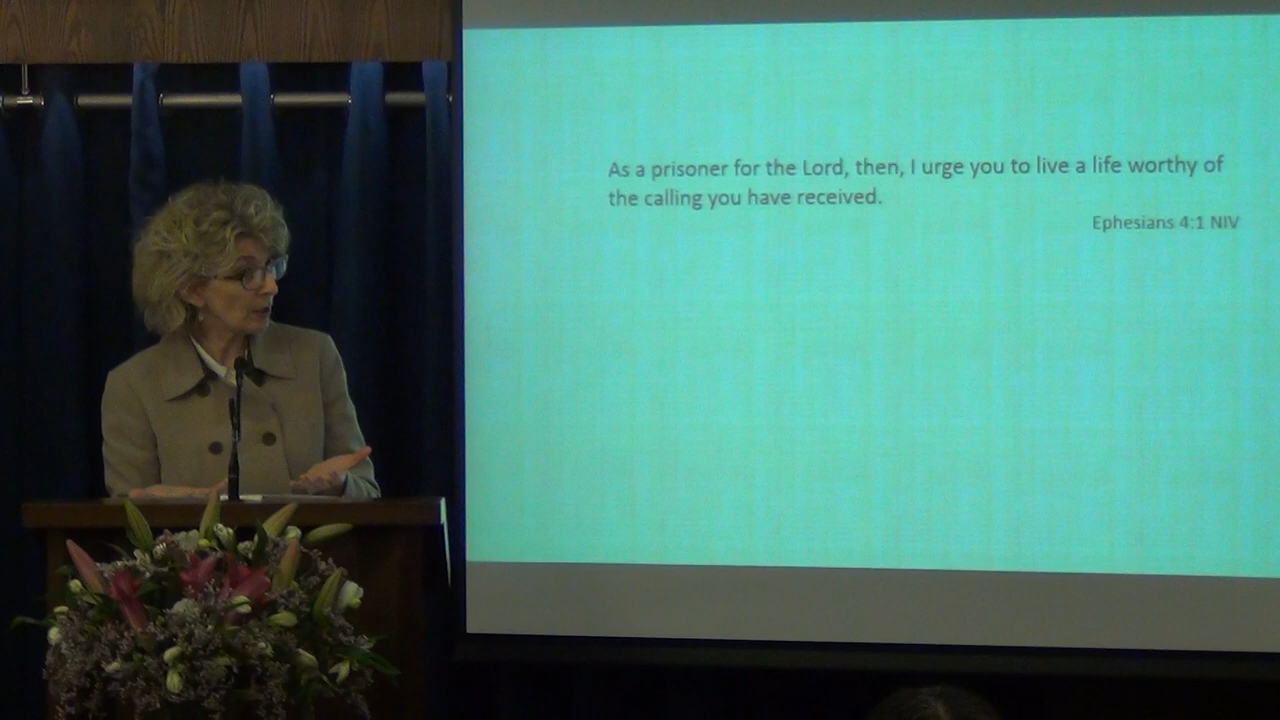 As a prisoner for the Lord, then, I urge you to live a life worthy of
the calling you have received.
Ephesians 4:1 NIV